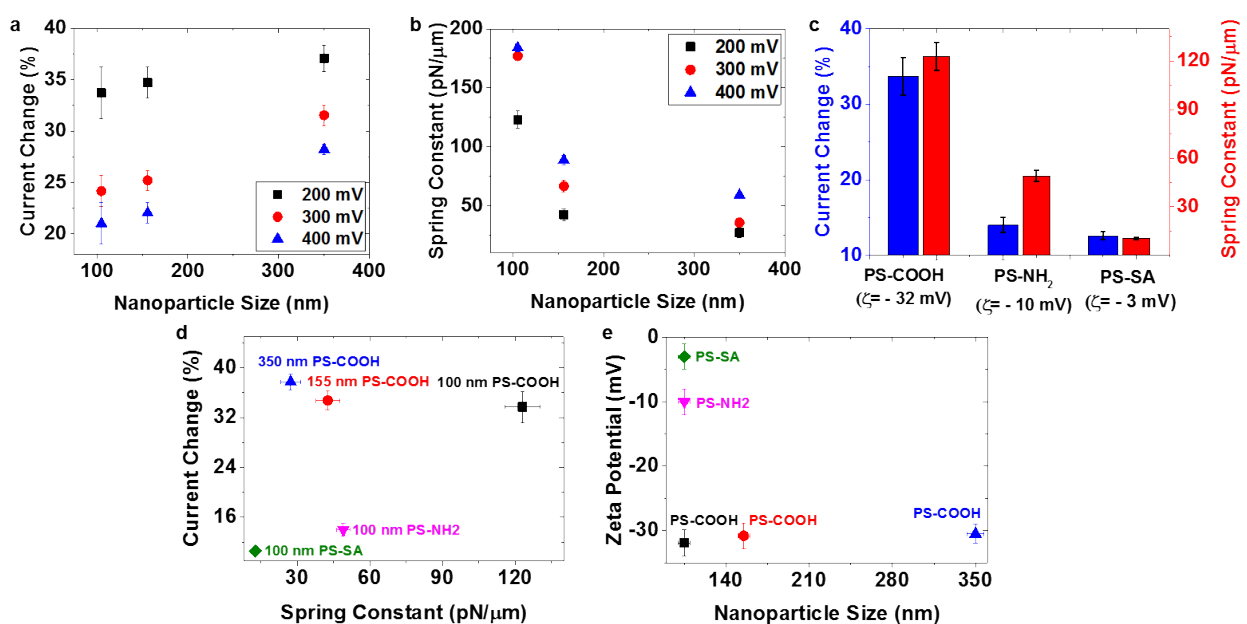 a
Current Change (%)
40
35
30
25
20
200 mV
300 mV
400 mV
100
200
300
400
Nanoparticle Size (nm)
b
Spring Constant (pN/μm)
200
150
100
50
200 mV
300 mV
400 mV
100
200
300
400
Nanoparticle Size (nm)
c
Current Change (%)
40
30
20
10
Spring Constant (pN/μm)
120
90
60
30
PS-COOH
(ζ= - 32 mV)
PS-NH₂
(ζ= - 10 mV)
PS-SA
(ζ= - 3 mV)
d
Current Change (%)
40
32
24
16
350 nm PS-COOH
155 nm PS-COOH
100 nm PS-COOH
100 nm PS-NH2
100 nm PS-SA
30
60
90
120
Spring Constant (pN/μm)
e
Zeta Potential (mV)
0
-10
-20
-30
PS-SA
PS-NH2
PS-COOH
PS-COOH
PS-COOH
140
210
280
350
Nanoparticle Size (nm)